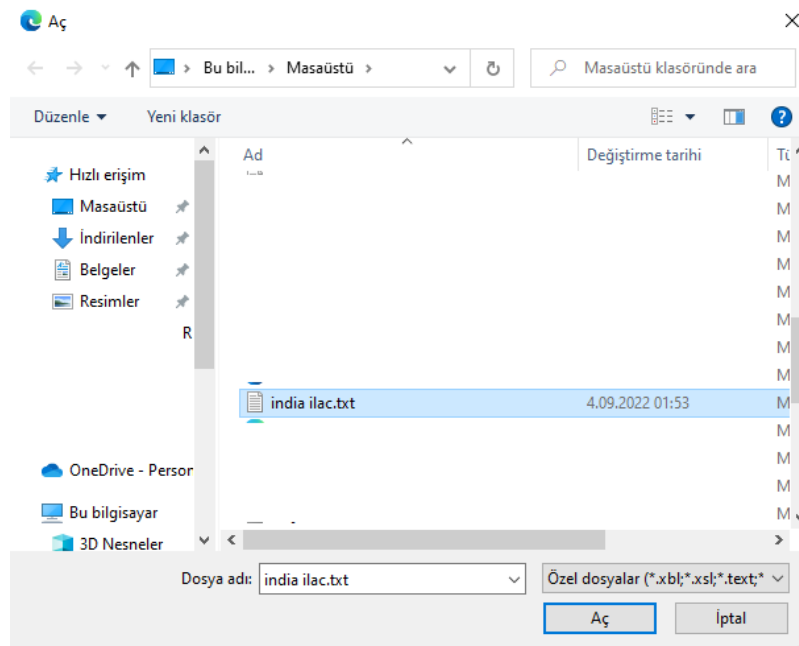 Aç
Bu bil... > Masaüstü >
Masaüstü klasöründe ara
Düzenle
Yeni klasör
?
Ad
Değiştirme tarihi
Tü
Hızlı erişim
M
Masaüstü
M
İndirilenler
M
Belgeler
M
Resimler
M
R
M
M
M
india ilac.txt
4.09.2022 01:53
M
M
OneDrive - Person
M
M
Bu bilgisayar
M
3D Nesneler
Dosya adı:
india ilac.txt
Özel dosyalar (*.xbl;*.xsl;*.text;*
Aç
İptal